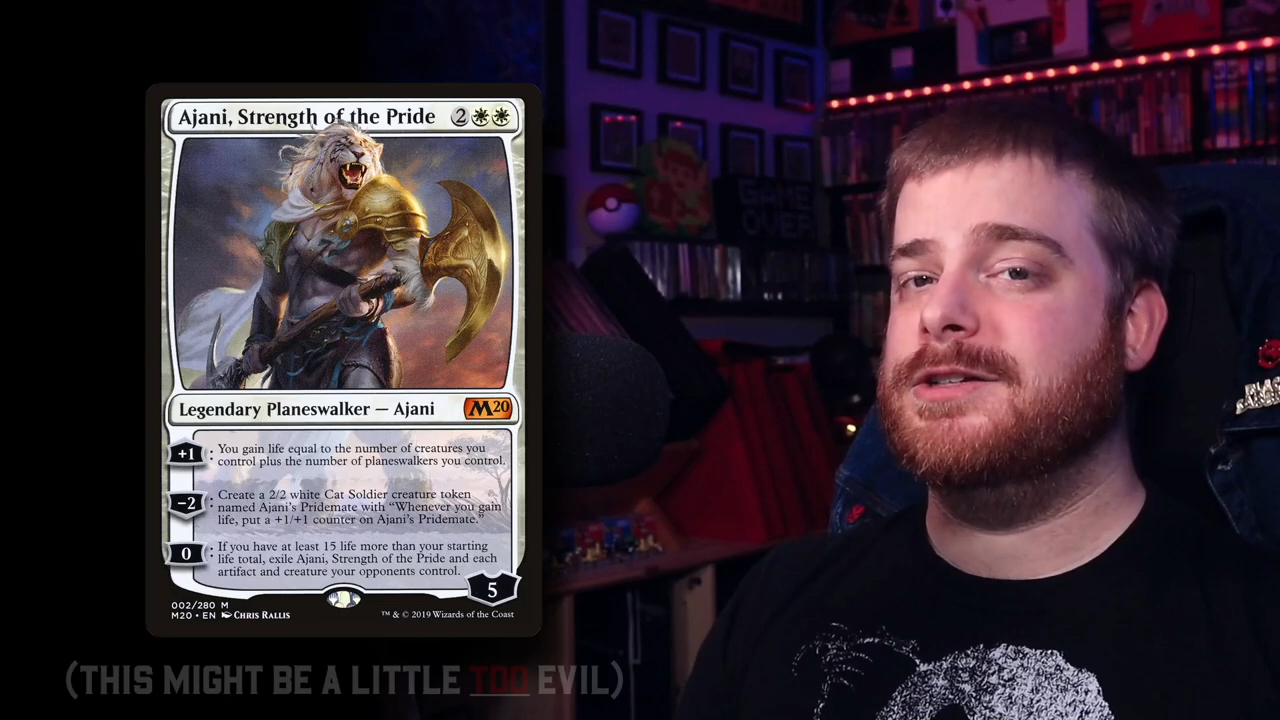 Ajani, Strength of the Pride 2
Legendary Planeswalker — Ajani M20
+1: You gain life equal to the number of creatures you
control plus the number of planeswalkers you control.
−2: Create a 2/2 white Cat Soldier creature token
named Ajani's Pridemate with “Whenever you gain
life, put a +1/+1 counter on Ajani's Pridemate.”
0: If you have at least 15 life more than your starting
life total, exile Ajani, Strength of the Pride and each
artifact and creature your opponents control.
5
002/280 M
M20 • EN Chris Rallis ™ & © 2019 Wizards of the Coast
(THIS MIGHT BE A LITTLE TOO EVIL)
GAME
OVER